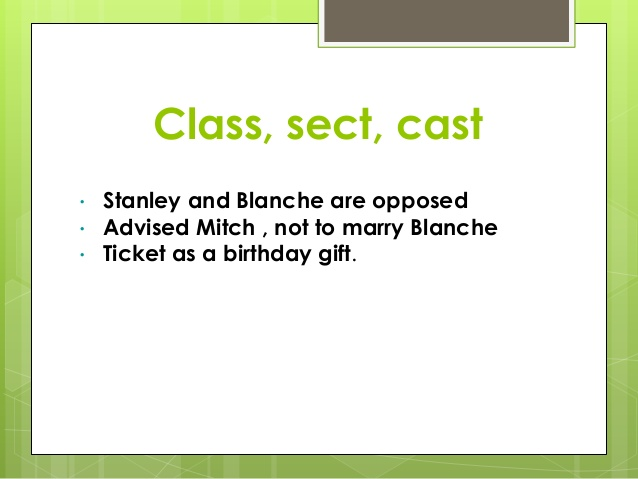 Class, sect, cast
• Stanley and Blanche are opposed
• Advised Mitch , not to marry Blanche
• Ticket as a birthday gift.